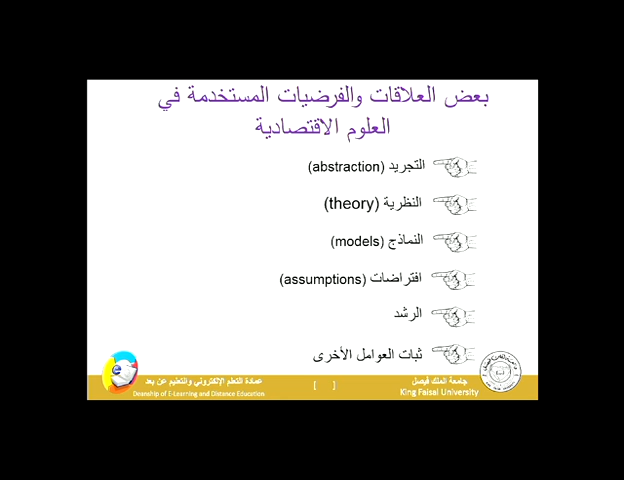 بعض العلاقات والفرضيات المستخدمة في
العلوم الاقتصادية
التجريد (abstraction)
النظرية (theory)
النماذج (models)
افتراضات (assumptions)
الرشد
ثبات العوامل الأخرى
جامعة الملك فيصل
King Faisal University
[ ]
عمادة التعلم الإلكتروني والتعليم عن بعد
Deanship of E-Learning and Distance Education